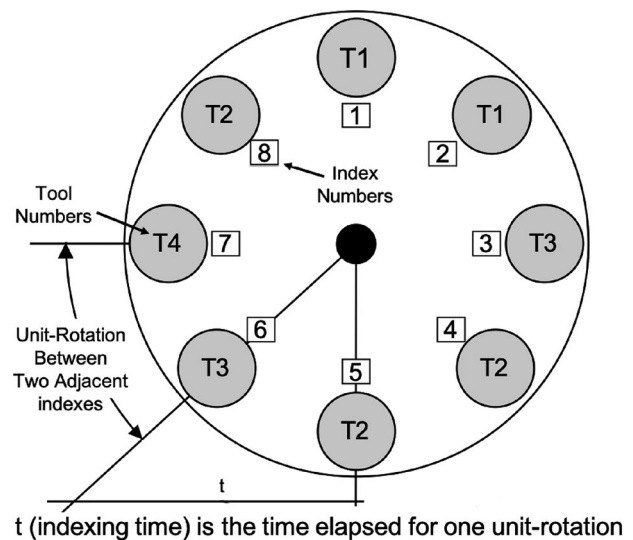 T1
1
T1
2
T3
3
T2
4
T2
5
T3
6
T4
7
T2
8
Index
Numbers
Tool
Numbers
Unit-Rotation
Between
Two Adjacent
indexes
t
t (indexing time) is the time elapsed for one unit-rotation